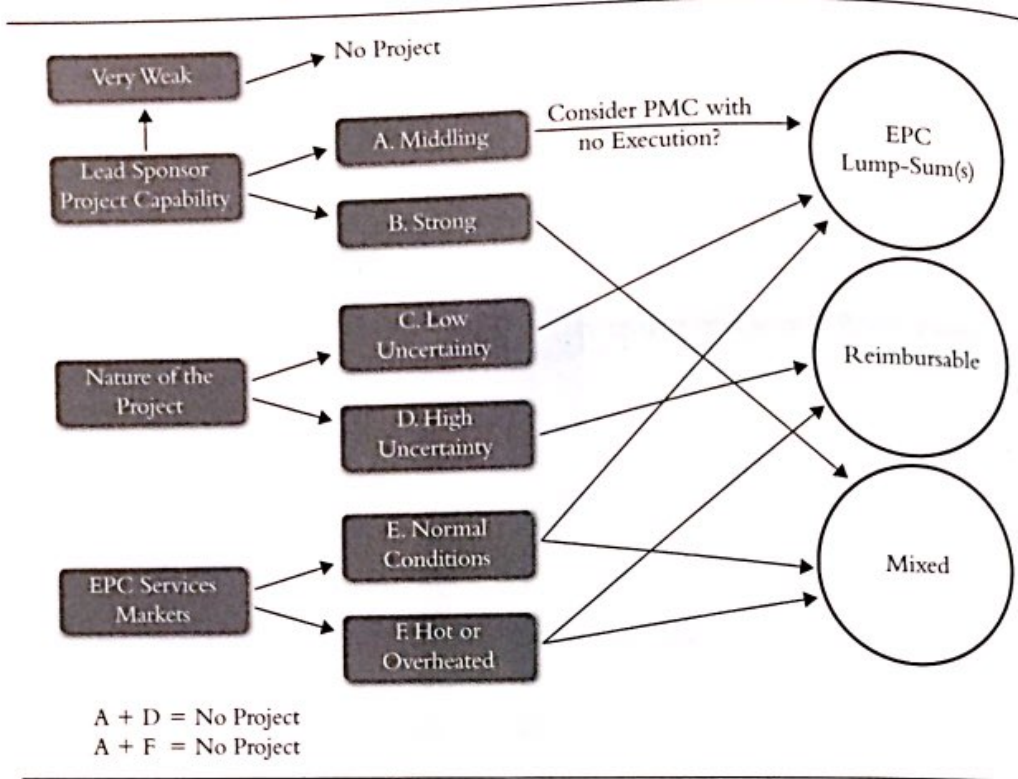 Very Weak
No Project
Lead Sponsor
Project Capability
A. Middling
Consider PMC with
no Execution?
B. Strong
EPC
Lump-Sum(s)
Nature of the
Project
C. Low
Uncertainty
D. High
Uncertainty
Reimbursable
EPC Services
Markets
E. Normal
Conditions
F. Hot or
Overheated
Mixed
A + D = No Project
A + F = No Project